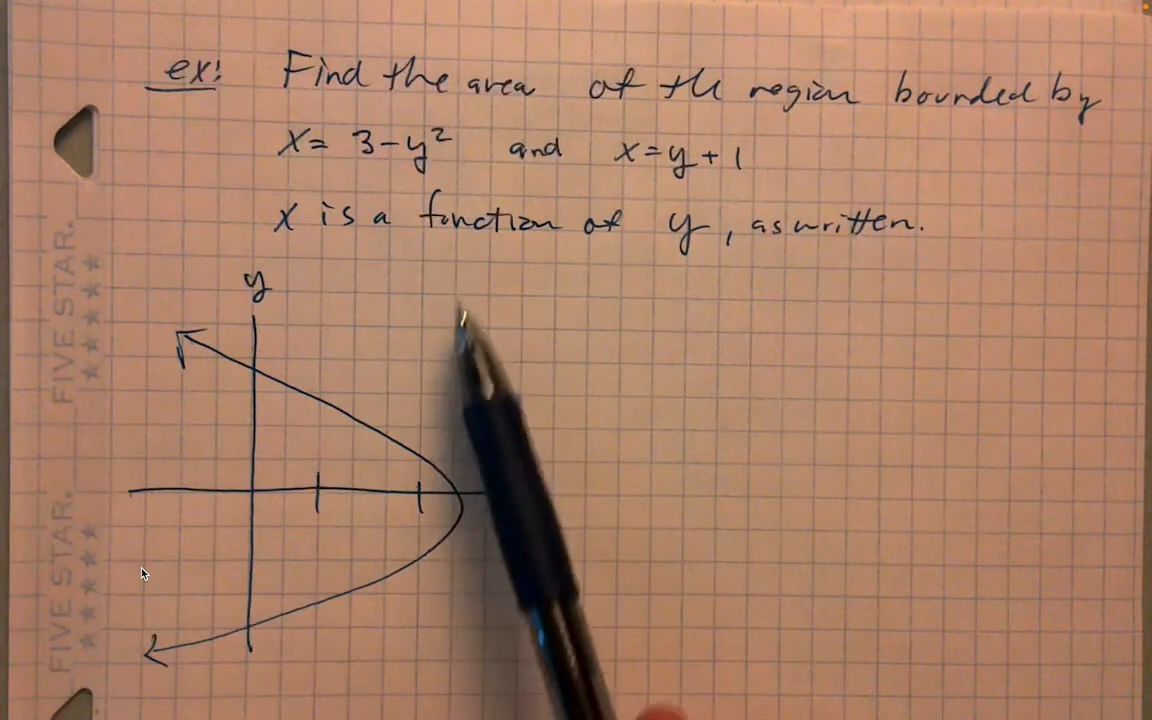 ex: Find the area of the region bounded by
x = 3 - y² and x = y + 1
x is a function of y, as written.
y
FIVE STAR. ★★★★★
FIVE STAR. ★★★★★